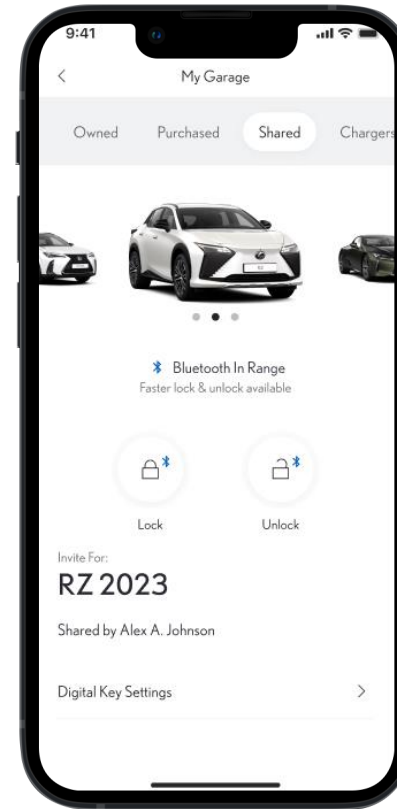 9:41
My Garage
Owned Purchased Shared Chargers
Bluetooth In Range
Faster lock & unlock available
Lock Unlock
Invite For:
RZ 2023
Shared by Alex A. Johnson
Digital Key Settings